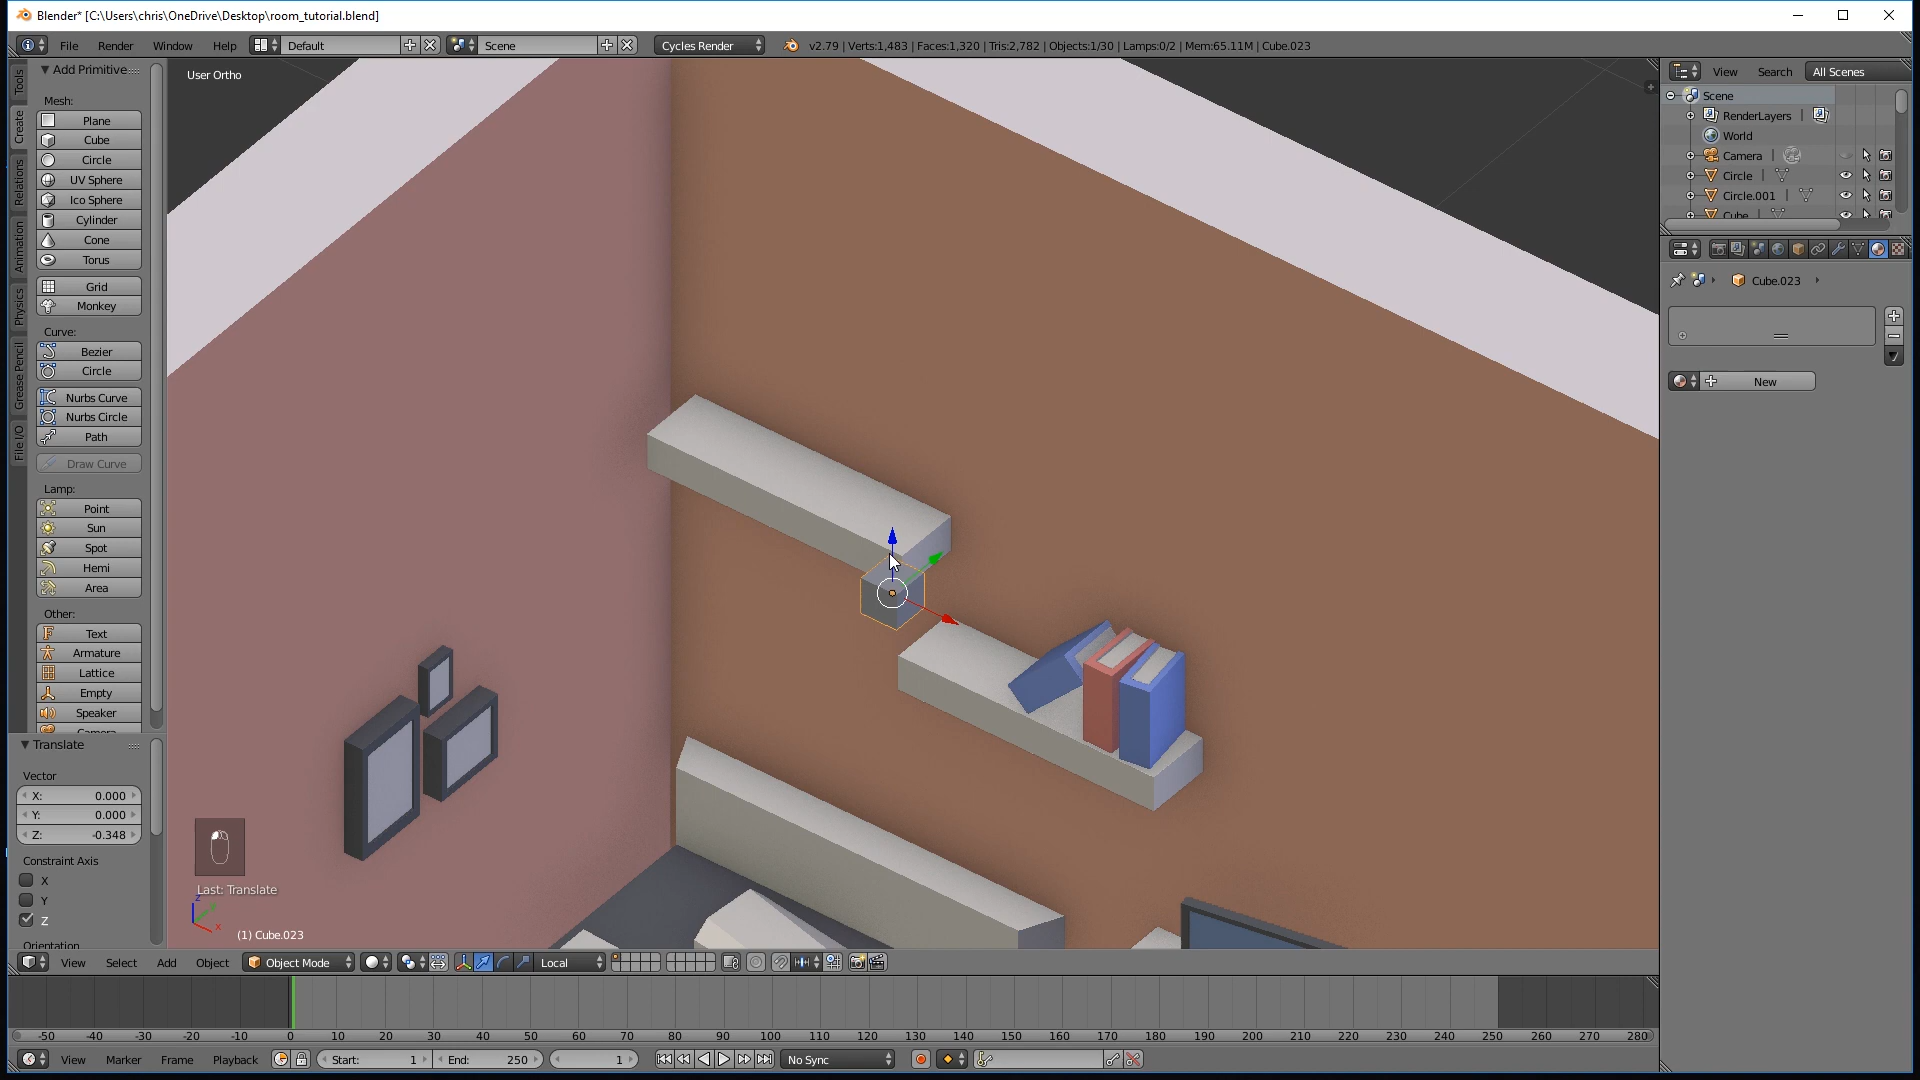 Blender* [C:\Users\chris\OneDrive\Desktop\room_tutorial.blend]
File Render Window Help Default Scene Cycles Render v2.79 | Verts:1,483 | Faces:1,320 | Tris:2,782 | Objects:1/30 | Lamps:0/2 | Mem:65.11M | Cube.023
Tools
Create
Relations
Animation
Physics
Grease Pencil
File I/O
Add Primitive
Mesh:
Plane
Cube
Circle
UV Sphere
Ico Sphere
Cylinder
Cone
Torus
Grid
Monkey
Curve:
Bezier
Circle
Nurbs Curve
Nurbs Circle
Path
Draw Curve
Lamp:
Point
Sun
Spot
Hemi
Area
Other:
Text
Armature
Lattice
Empty
Speaker
Camera
Translate
Vector
X: 0.000
Y: 0.000
Z: -0.348
Constraint Axis
X
Y
Z
Orientation
User Ortho
Last: Translate
z
x
(1) Cube.023
View Select Add Object Object Mode Local
-50 -40 -30 -20 -10 0 10 20 30 40 50 60 70 80 90 100 110 120 130 140 150 160 170 180 190 200 210 220 230 240 250 260 270 280
View Marker Frame Playback Start: 1 End: 250 1 No Sync
View Search All Scenes
Scene
RenderLayers |
World
Camera |
Circle |
Circle.001 |
Cube |
Cube.023
New